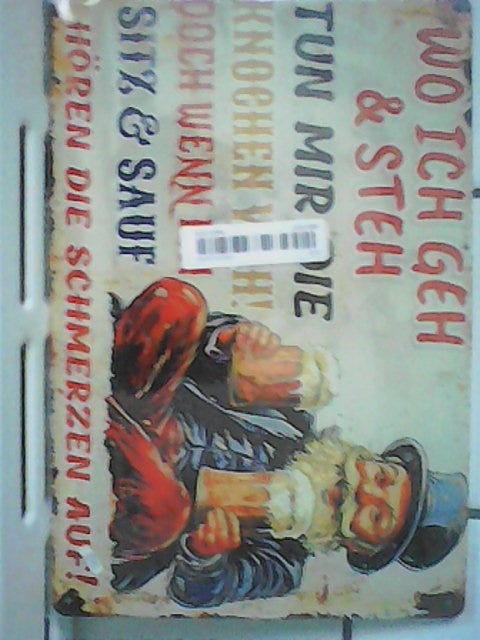 WO ICH GEH
& STEH
TUN MIR DIE
KNOCHEN
DOCH WENN
SITZ & SAUF
HÖREN DIE SCHMERZEN AUF!